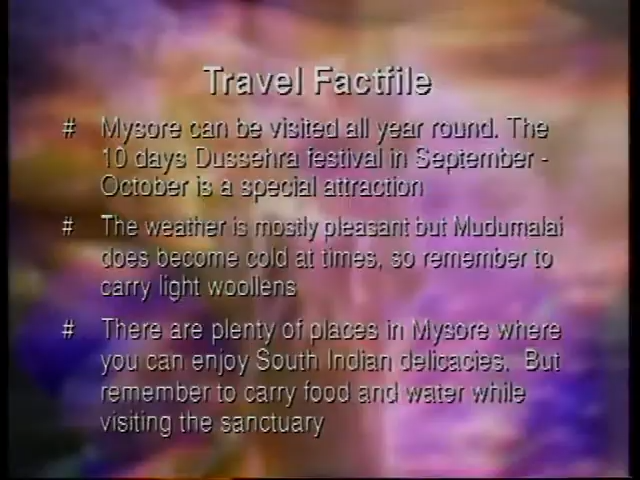 Travel Factfile
# Mysore can be visited all year round. The
10 days Dussehra festival in September -
October is a special attraction
# The weather is mostly pleasant but Mudumalai
does become cold at times, so remember to
carry light woollens
# There are plenty of places in Mysore where
you can enjoy South Indian delicacies. But
remember to carry food and water while
visiting the sanctuary